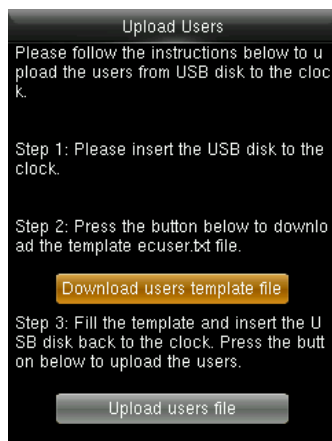 Upload Users
Please follow the instructions below to u
pload the users from USB disk to the cloc
k.
Step 1: Please insert the USB disk to the
clock.
Step 2: Press the button below to downlo
ad the template ecuser.txt file.
Download users template file
Step 3: Fill the template and insert the U
SB disk back to the clock. Press the butt
on below to upload the users.
Upload users file